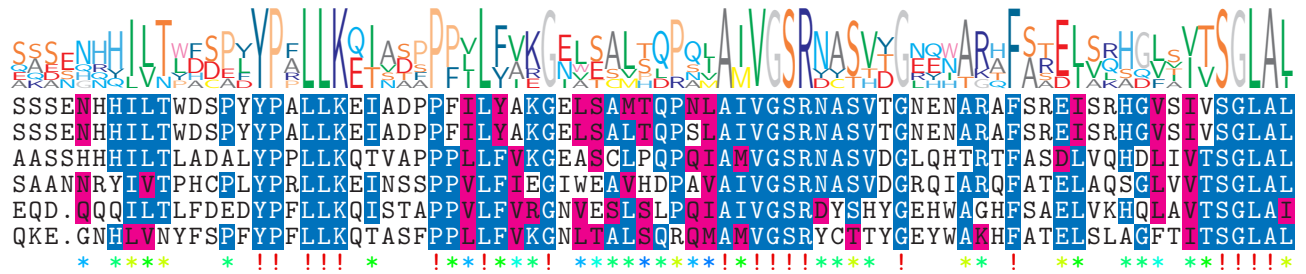 SSSENHHILTWDSPYYPALLKEIADPPFILYAKGELSAMTQPNLAIVGSRNASVTGNENARAFSREISRHGVSIVSGLAL
SSSENHHILTWDSPYYPALLKEIADPPFILYAKGELSALTQPSLAIVGSRNASVTGNENARAFSREISRHGVSIVSGLAL
AASSHHHILTLADALYPPLLKQTVAPPPLLFVKGEASCLPQPQIAMVGSRNASVDGLQHTRTFASDLVQHDLIVTSGLAL
SAANNRYIVTPHCPLYPRLLKEINSSPPVLFIEGIWEAVHDPAVAIVGSRNASVDGRQIARQFATELAQSGLVVTSGLAL
EQD.QQQILTLFDEDYPFLLKQISTAPPVLFVRGNVESLSLPQIAIVGSRDYSHYGEHWAGHFSAELVKHQLAVTSGLAI
QKE.GNHLVNYFSPFYPFLLKQTASFPPLLFVKGNLTALSQRQMAMVGSRYCTTYGEYWAKHFATELSLAGFTITSGLAL